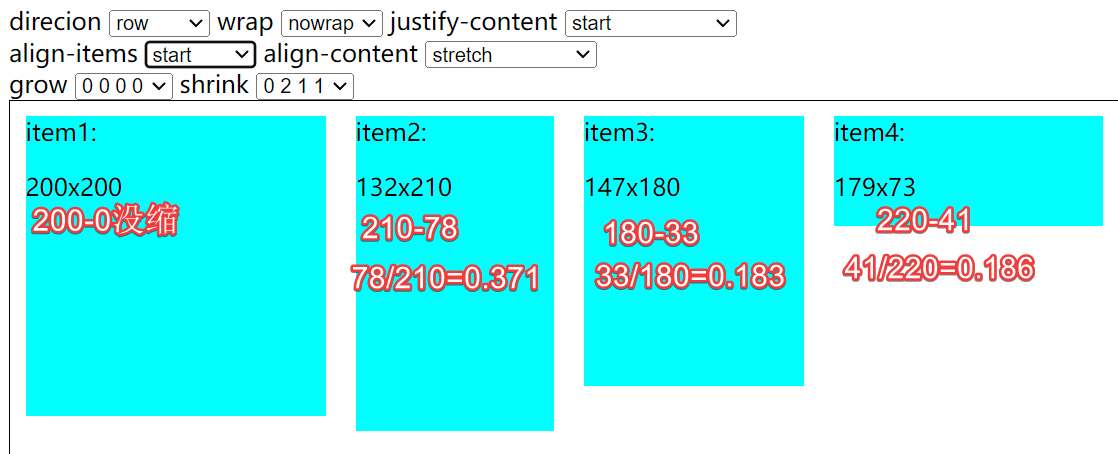 direcion row wrap nowrap justify-content start
align-items start align-content stretch
grow 0 0 0 0 shrink 0 2 1 1
item1:
200x200
200-0没缩
item2:
132x210
210-78
78/210=0.371
item3:
147x180
180-33
33/180=0.183
item4:
179x73
220-41
41/220=0.186